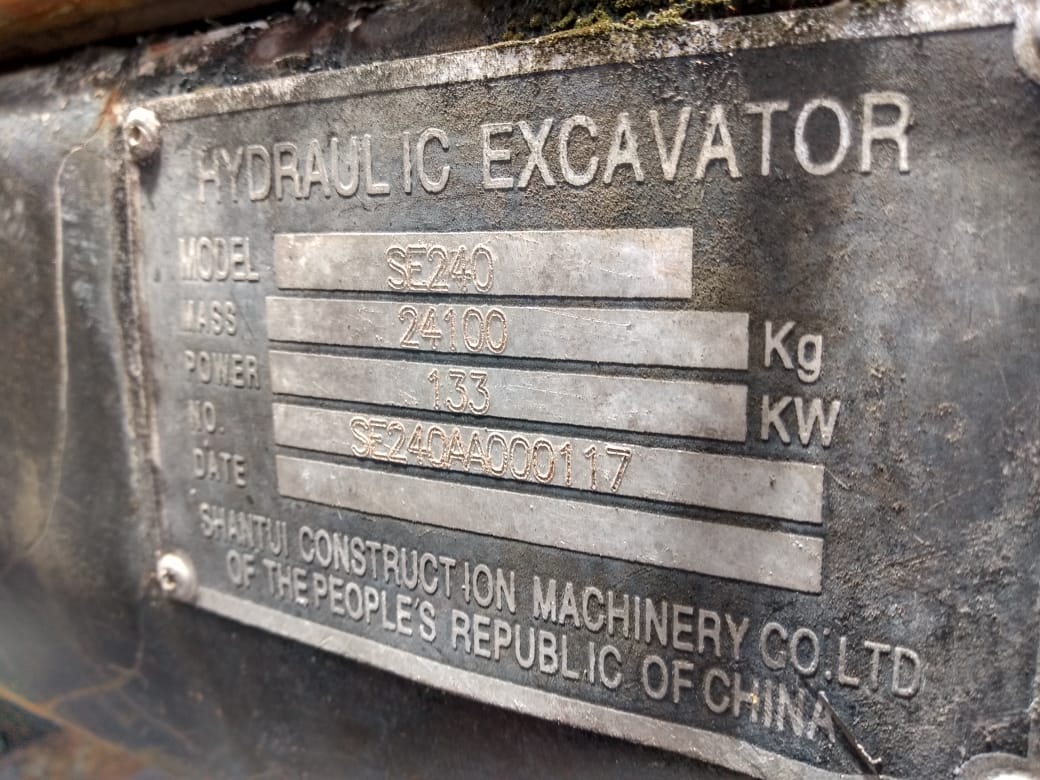 HYDRAULIC EXCAVATOR
MODEL SE240
MASS 24100 Kg
POWER 133 KW
NO. SE240AA000117
DATE
SHANTUI CONSTRUCTION MACHINERY CO.LTD
OF THE PEOPLE'S REPUBLIC OF CHINA